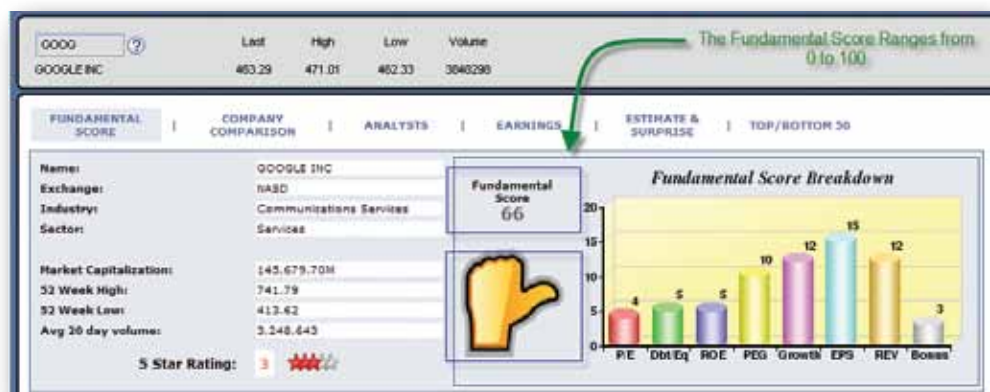 GOOG ?
Last High Low Volume
GOOGLE INC 463.29 471.01 462.33 3848298
The Fundamental Score Ranges from
0 to 100
FUNDAMENTAL SCORE | COMPANY COMPARISON | ANALYSTS | EARNINGS | ESTIMATE & SURPRISE | TOP/BOTTOM 50
Name: GOOGLE INC
Exchange: NASD
Industry: Communications Services
Sector: Services
Market Capitalization: 145,679.70M
52 Week High: 741.79
52 Week Low: 413.62
Avg 20 day volume: 3,248,643
5 Star Rating: 3
Fundamental
Score
66
Fundamental Score Breakdown
20
15
10
5
0
4 5 5 10 12 15 12 3
P/E Dbt/Eq ROE PEG Growth EPS REV Bonus